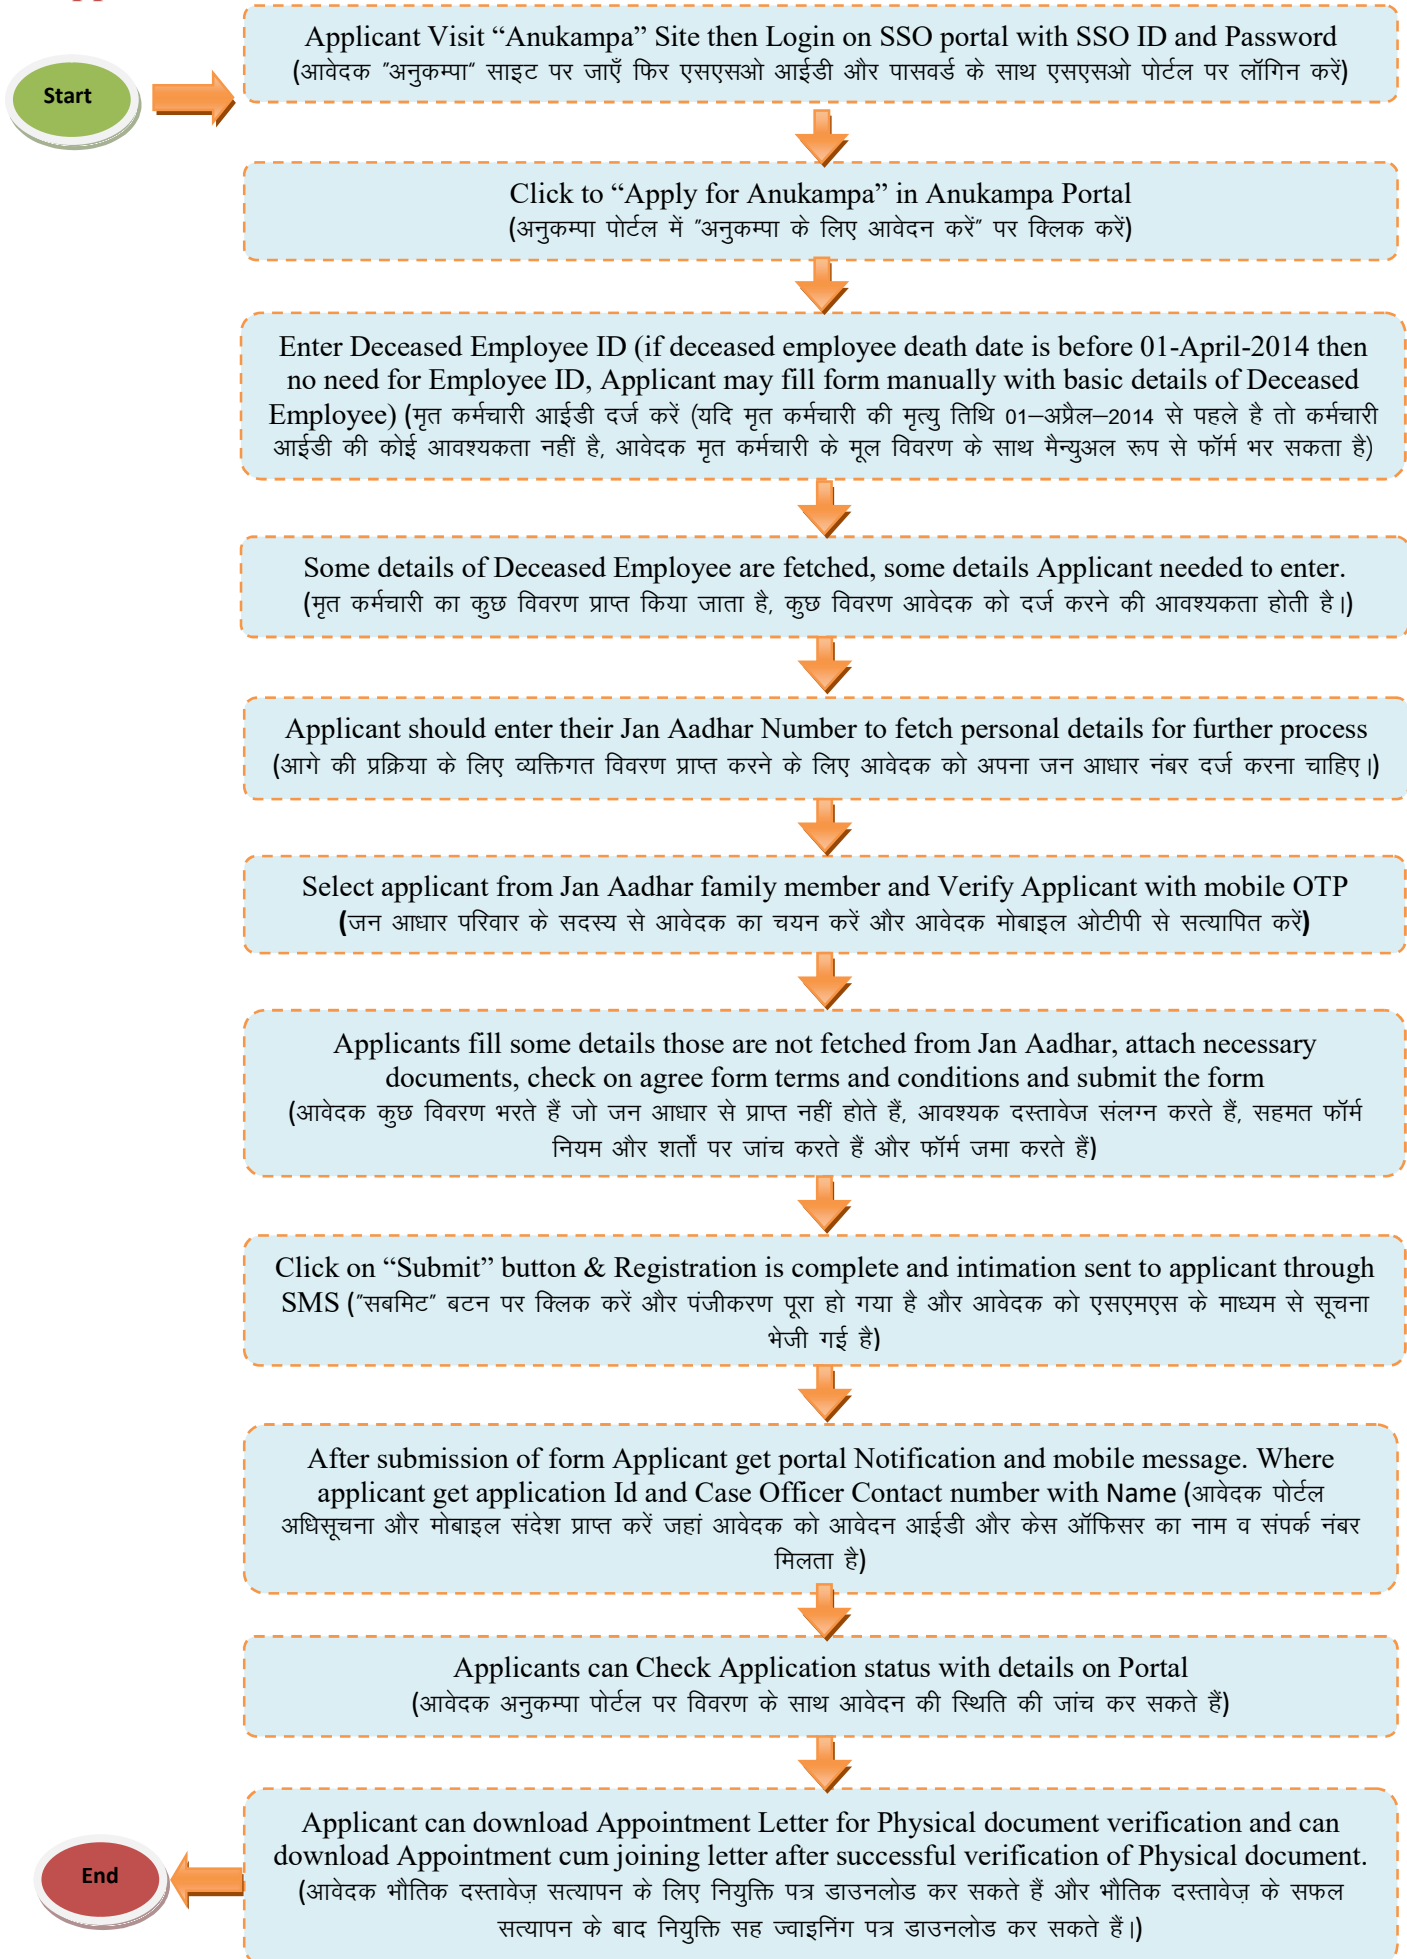 Applicant Visit “Anukampa” Site then Login on SSO portal with SSO ID and Password
(आवेदक "अनुकम्पा" साइट पर जाएँ फिर एसएसओ आईडी और पासवर्ड के साथ एसएसओ पोर्टल पर लॉगिन करें)
Start
Click to “Apply for Anukampa” in Anukampa Portal
(अनुकम्पा पोर्टल में "अनुकम्पा के लिए आवेदन करें" पर क्लिक करें)
Enter Deceased Employee ID (if deceased employee death date is before 01-April-2014 then
no need for Employee ID, Applicant may fill form manually with basic details of Deceased
Employee) (मृत कर्मचारी आईडी दर्ज करें (यदि मृत कर्मचारी की मृत्यु तिथि 01–अप्रैल–2014 से पहले है तो कर्मचारी
आईडी की कोई आवश्यकता नहीं है, आवेदक मृत कर्मचारी के मूल विवरण के साथ मैन्युअल रूप से फॉर्म भर सकता है)
Some details of Deceased Employee are fetched, some details Applicant needed to enter.
(मृत कर्मचारी का कुछ विवरण प्राप्त किया जाता है, कुछ विवरण आवेदक को दर्ज करने की आवश्यकता होती है।)
Applicant should enter their Jan Aadhar Number to fetch personal details for further process
(आगे की प्रक्रिया के लिए व्यक्तिगत विवरण प्राप्त करने के लिए आवेदक को अपना जन आधार नंबर दर्ज करना चाहिए।)
Select applicant from Jan Aadhar family member and Verify Applicant with mobile OTP
(जन आधार परिवार के सदस्य से आवेदक का चयन करें और आवेदक मोबाइल ओटीपी से सत्यापित करें)
Applicants fill some details those are not fetched from Jan Aadhar, attach necessary
documents, check on agree form terms and conditions and submit the form
(आवेदक कुछ विवरण भरते हैं जो जन आधार से प्राप्त नहीं होते हैं, आवश्यक दस्तावेज संलग्न करते हैं, सहमत फॉर्म
नियम और शर्तों पर जांच करते हैं और फॉर्म जमा करते हैं)
Click on “Submit” button & Registration is complete and intimation sent to applicant through
SMS ("सबमिट" बटन पर क्लिक करें और पंजीकरण पूरा हो गया है और आवेदक को एसएमएस के माध्यम से सूचना
भेजी गई है)
After submission of form Applicant get portal Notification and mobile message. Where
applicant get application Id and Case Officer Contact number with Name (आवेदक पोर्टल
अधिसूचना और मोबाइल संदेश प्राप्त करें जहां आवेदक को आवेदन आईडी और केस ऑफिसर का नाम व संपर्क नंबर
मिलता है)
Applicants can Check Application status with details on Portal
(आवेदक अनुकम्पा पोर्टल पर विवरण के साथ आवेदन की स्थिति की जांच कर सकते हैं)
Applicant can download Appointment Letter for Physical document verification and can
download Appointment cum joining letter after successful verification of Physical document.
(आवेदक भौतिक दस्तावेज़ सत्यापन के लिए नियुक्ति पत्र डाउनलोड कर सकते हैं और भौतिक दस्तावेज़ के सफल
सत्यापन के बाद नियुक्ति सह ज्वाइनिंग पत्र डाउनलोड कर सकते हैं।)
End